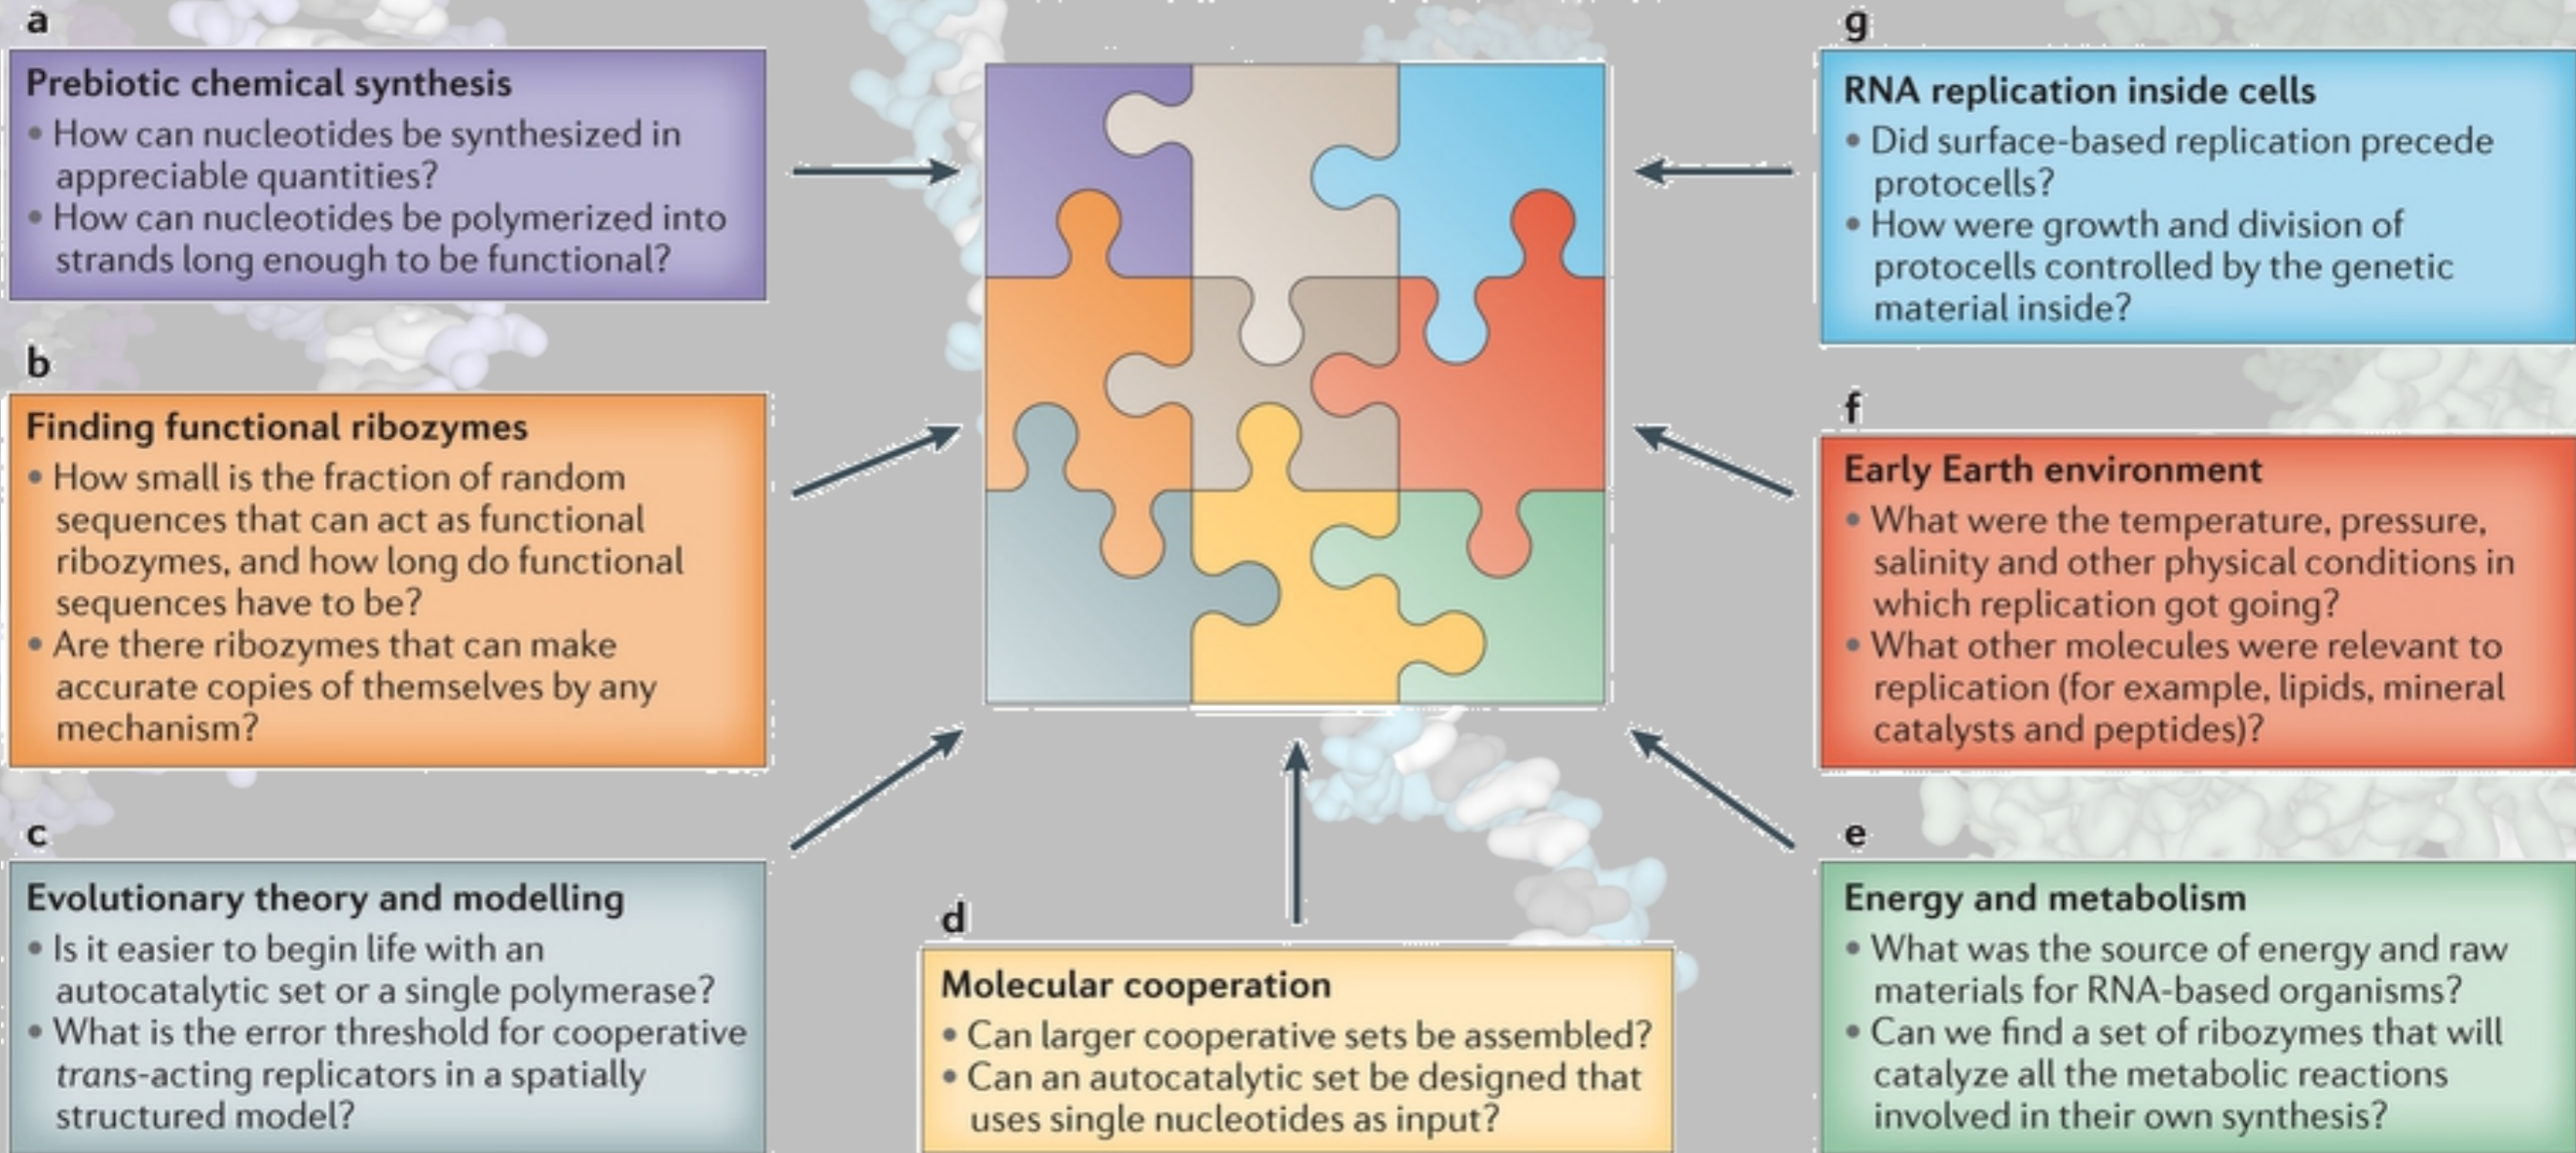 a
Prebiotic chemical synthesis
• How can nucleotides be synthesized in
appreciable quantities?
• How can nucleotides be polymerized into
strands long enough to be functional?
b
Finding functional ribozymes
• How small is the fraction of random
sequences that can act as functional
ribozymes, and how long do functional
sequences have to be?
• Are there ribozymes that can make
accurate copies of themselves by any
mechanism?
c
Evolutionary theory and modelling
• Is it easier to begin life with an
autocatalytic set or a single polymerase?
• What is the error threshold for cooperative
trans-acting replicators in a spatially
structured model?
d
Molecular cooperation
• Can larger cooperative sets be assembled?
• Can an autocatalytic set be designed that
uses single nucleotides as input?
g
RNA replication inside cells
• Did surface-based replication precede
protocells?
• How were growth and division of
protocells controlled by the genetic
material inside?
f
Early Earth environment
• What were the temperature, pressure,
salinity and other physical conditions in
which replication got going?
• What other molecules were relevant to
replication (for example, lipids, mineral
catalysts and peptides)?
e
Energy and metabolism
• What was the source of energy and raw
materials for RNA-based organisms?
• Can we find a set of ribozymes that will
catalyze all the metabolic reactions
involved in their own synthesis?